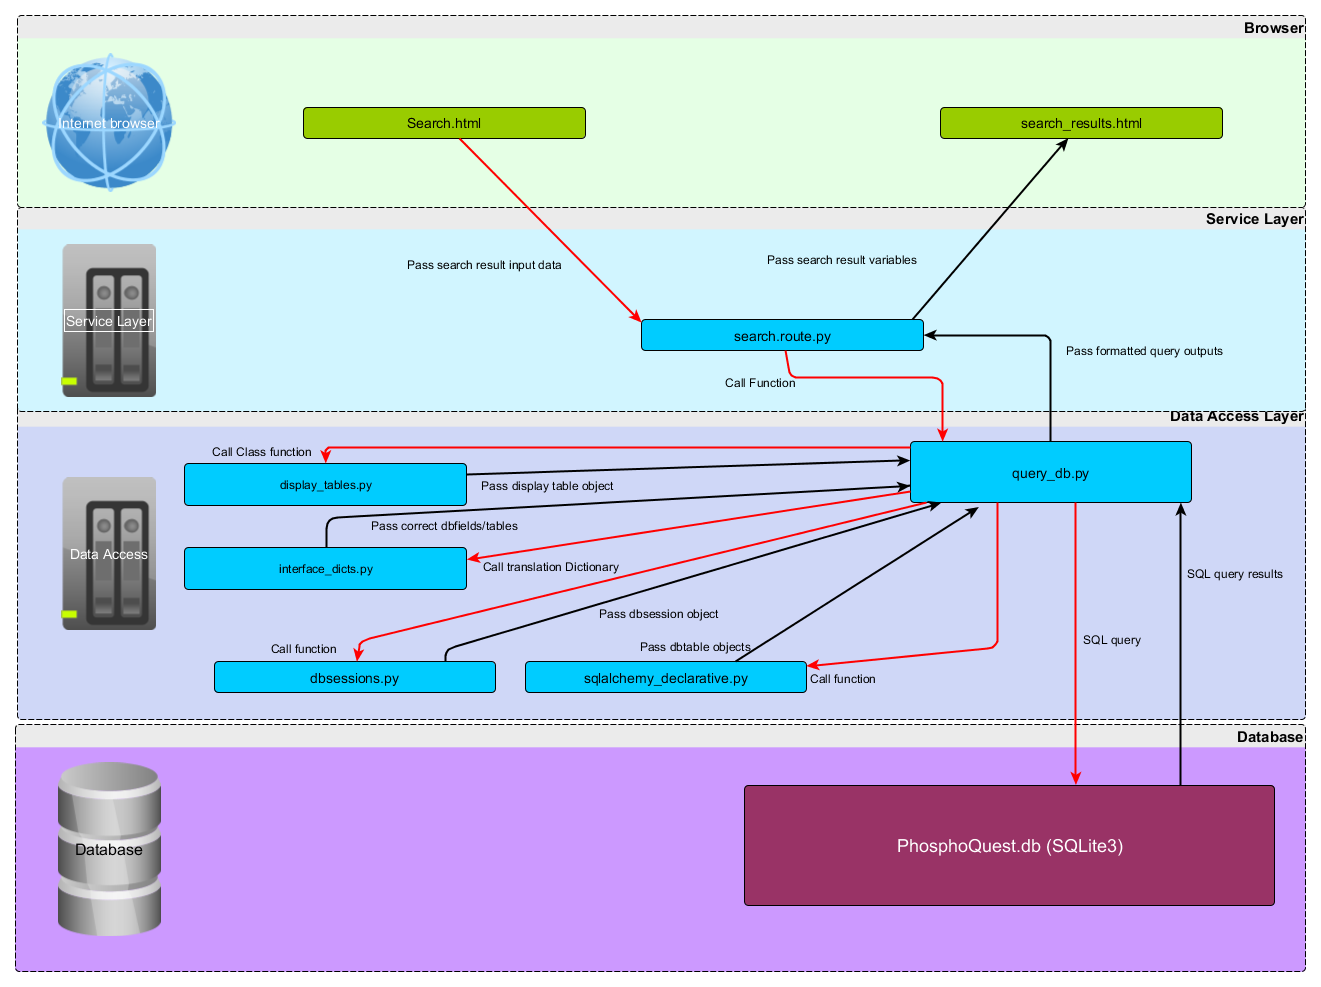 Browser
Internet browser
Search.html
search_results.html
Service Layer
Pass search result input data
Pass search result variables
Service Layer
search.route.py
Pass formatted query outputs
Call Function
Data Access Layer
Call Class function
display_tables.py
Pass display table object
query_db.py
Pass correct dbfields/tables
Data Access
interface_dicts.py
Call translation Dictionary
SQL query results
Pass dbsession object
Call function
Pass dbtable objects
SQL query
dbsessions.py
sqlalchemy_declarative.py
Call function
Database
Database
PhosphoQuest.db (SQLite3)